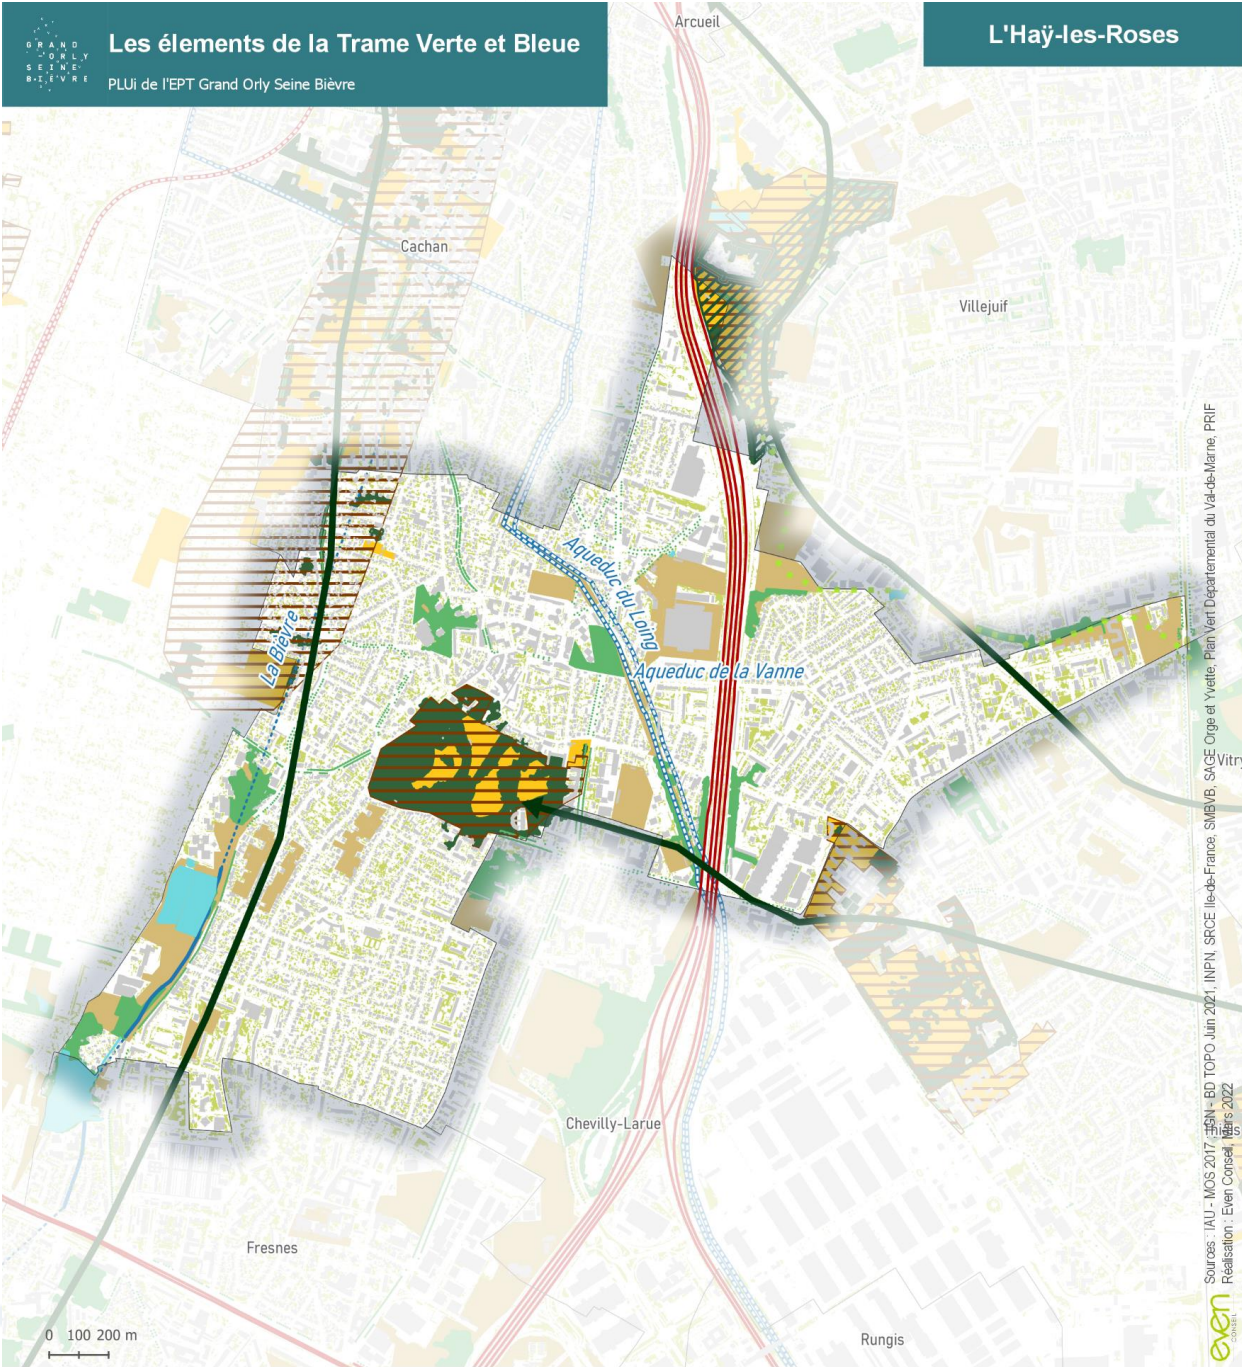 GRAND
ORLY
SEINE
BIÈVRE
Les élements de la Trame Verte et Bleue
PLUi de l'EPT Grand Orly Seine Bièvre
L'Haÿ-les-Roses
Arcueil
Cachan
Villejuif
Aqueduc du Loing
La Bièvre
Aqueduc de la Vanne
Vitry
Chevilly-Larue
Thiais
Fresnes
Rungis
0 100 200 m
Sources : IAU - MOS 2017, IGN - BD TOPO Juin 2021, INPN, SRCE Ile-de-France, SMBVB, SAGE Orge et Yvette, Plan Vert Départemental du Val-de-Marne, PRIF
Réalisation : Even Conseil, Mars 2022
even
CONSEIL